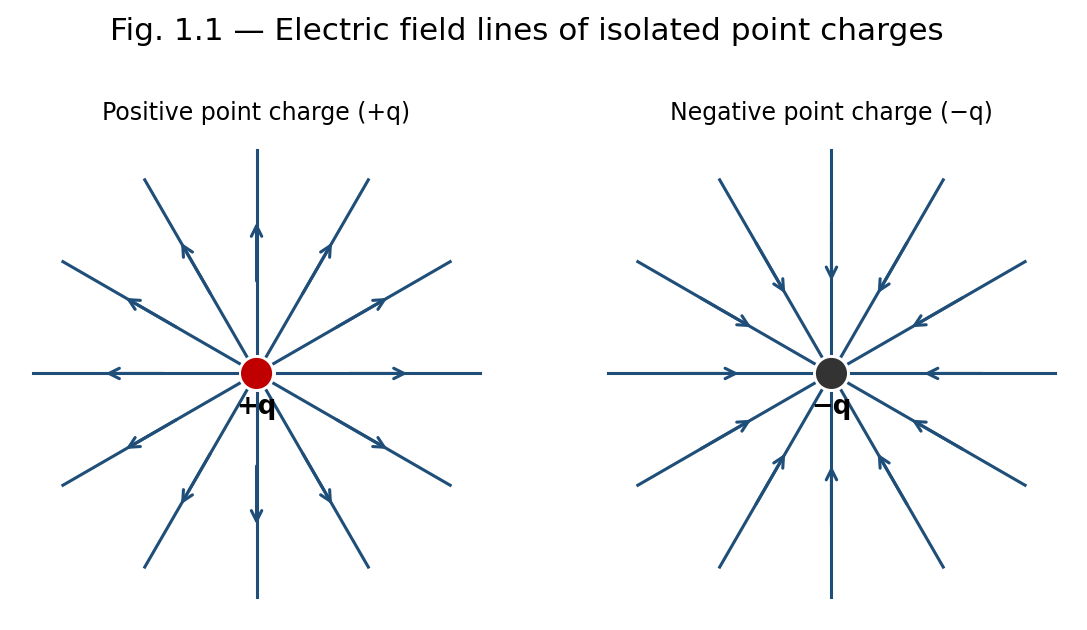 Fig. 1.1 — Electric field lines of isolated point charges
Positive point charge (+q)
Negative point charge (−q)
+q
−q